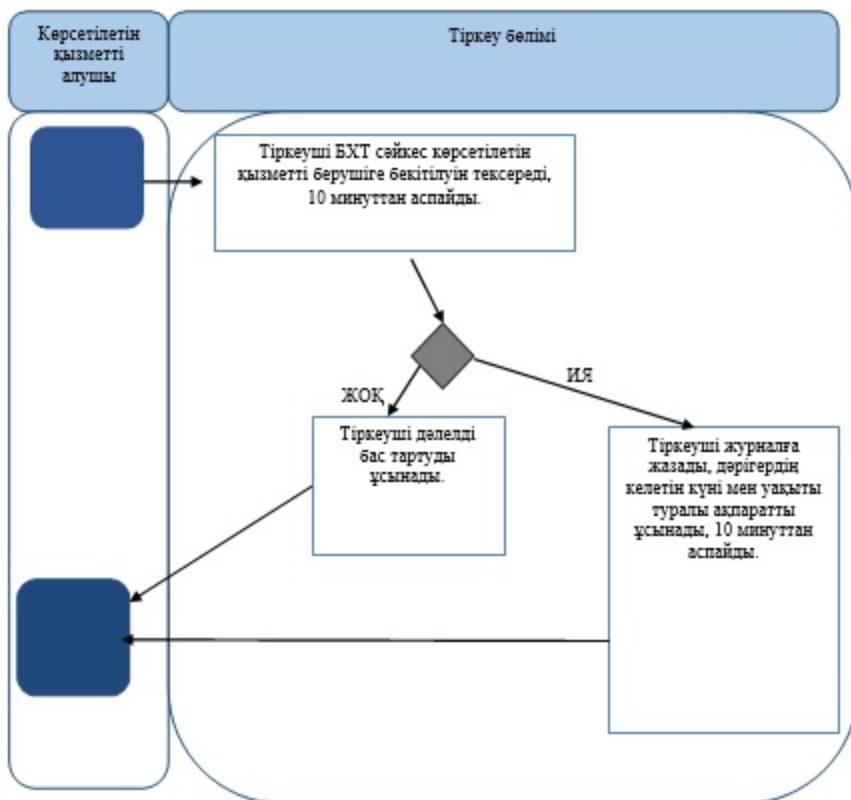 Көрсетілетін
қызметті
алушы
Тіркеу бөлімі
Тіркеуші БХТ сәйкес көрсетілетін
қызметті берушіге бекітілуін тексереді,
10 минуттан аспайды.
ЖОҚ
ИЯ
Тіркеуші дәлелді
бас тартуды
ұсынады.
Тіркеуші журналға
жазады, дәрігердің
келетін күні мен уақыты
туралы ақпаратты
ұсынады, 10 минуттан
аспайды.